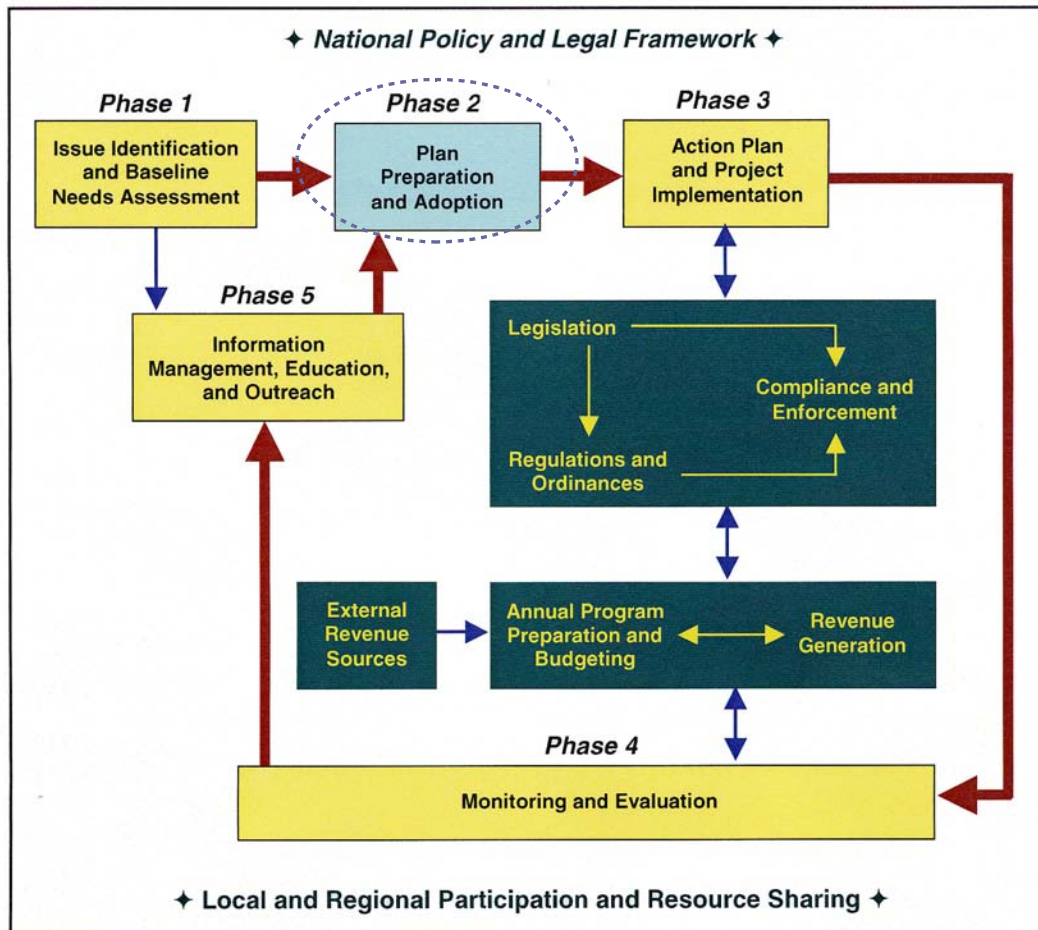 ✦ National Policy and Legal Framework ✦
Phase 1
Phase 2
Phase 3
Issue Identification
and Baseline
Needs Assessment
Plan
Preparation
and Adoption
Action Plan
and Project
Implementation
Phase 5
Information
Management, Education,
and Outreach
Legislation
Compliance and
Enforcement
Regulations and
Ordinances
External
Revenue
Sources
Annual Program
Preparation and
Budgeting
Revenue
Generation
Phase 4
Monitoring and Evaluation
✦ Local and Regional Participation and Resource Sharing ✦